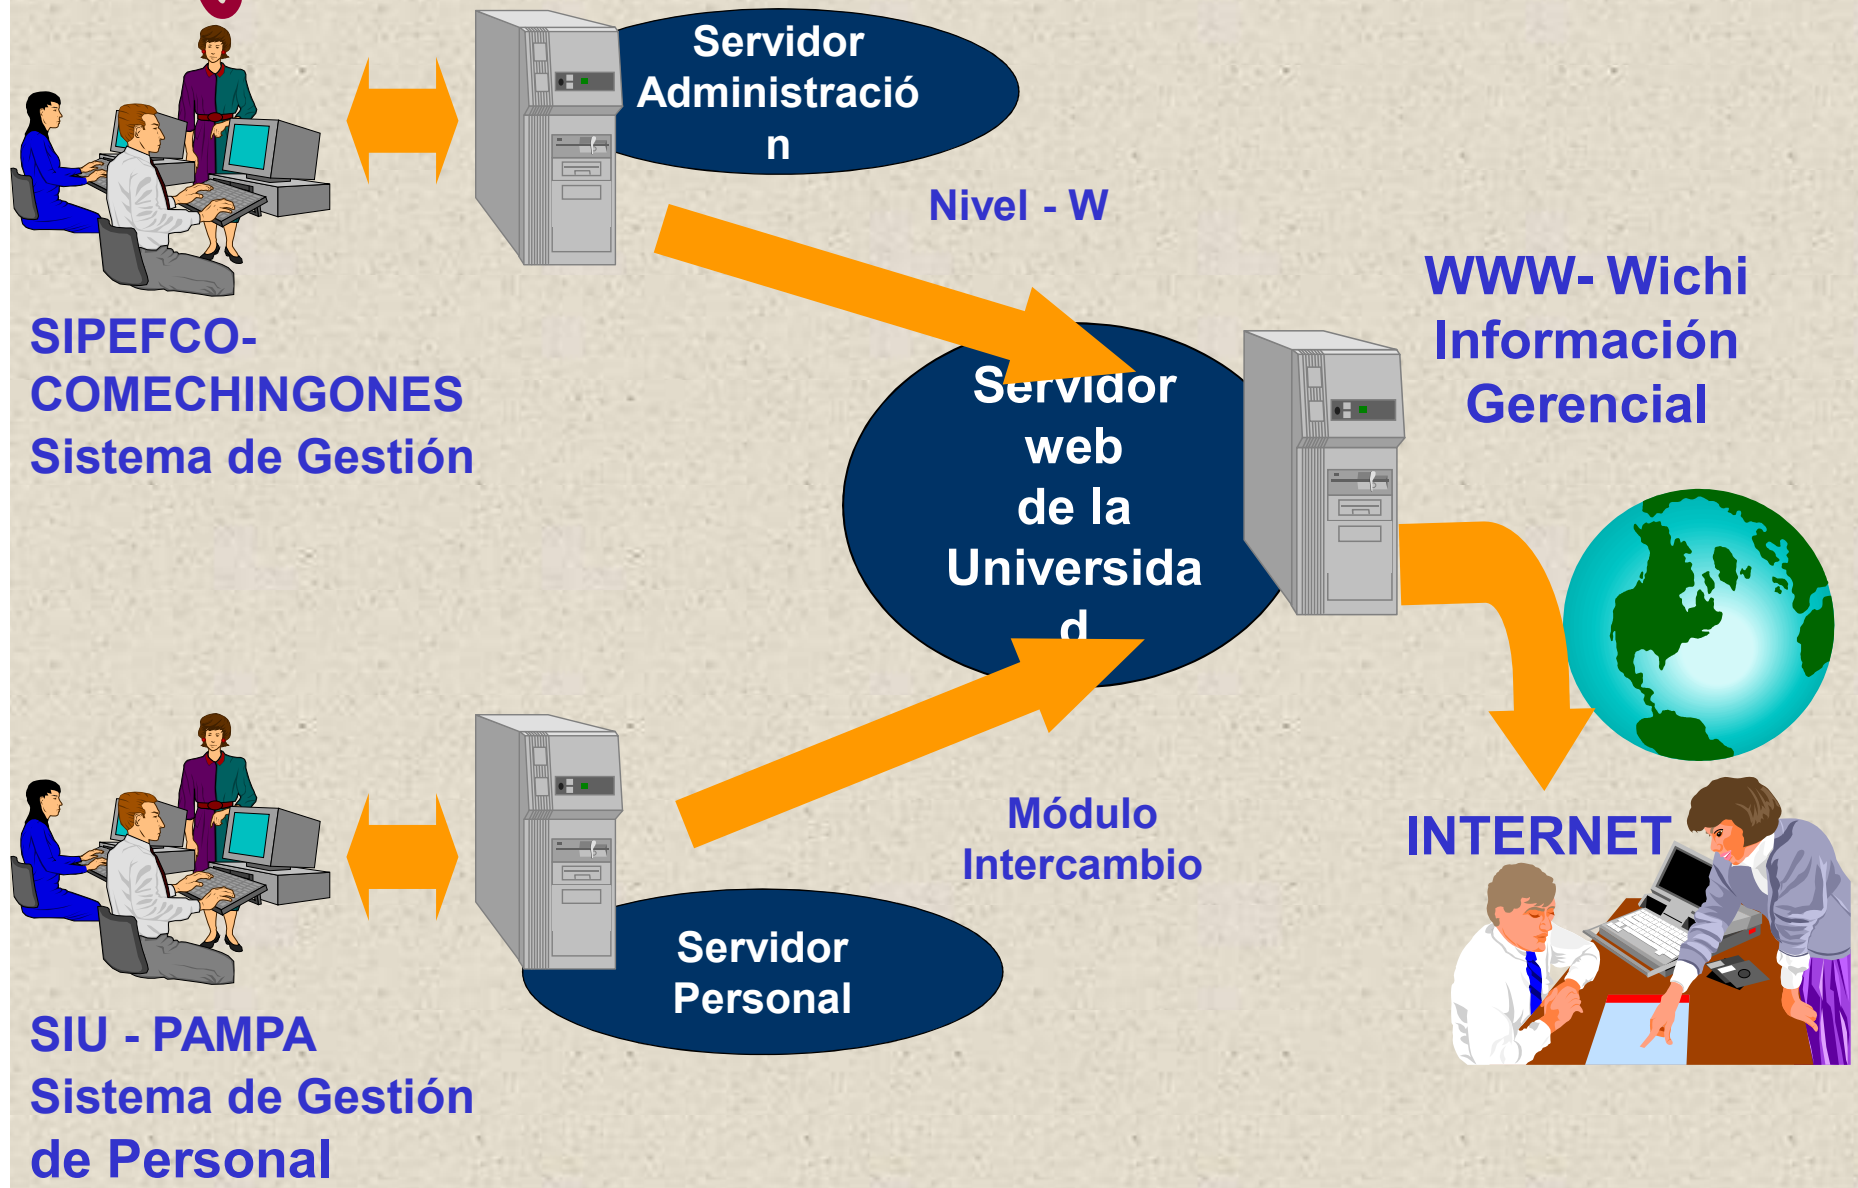 Servidor
Administració
n
Nivel - W
SIPEFCO-
COMECHINGONES
Sistema de Gestión
WWW- Wichi
Información
Gerencial
Servidor
web
de la
Universida
d
INTERNET
Módulo
Intercambio
Servidor
Personal
SIU - PAMPA
Sistema de Gestión
de Personal